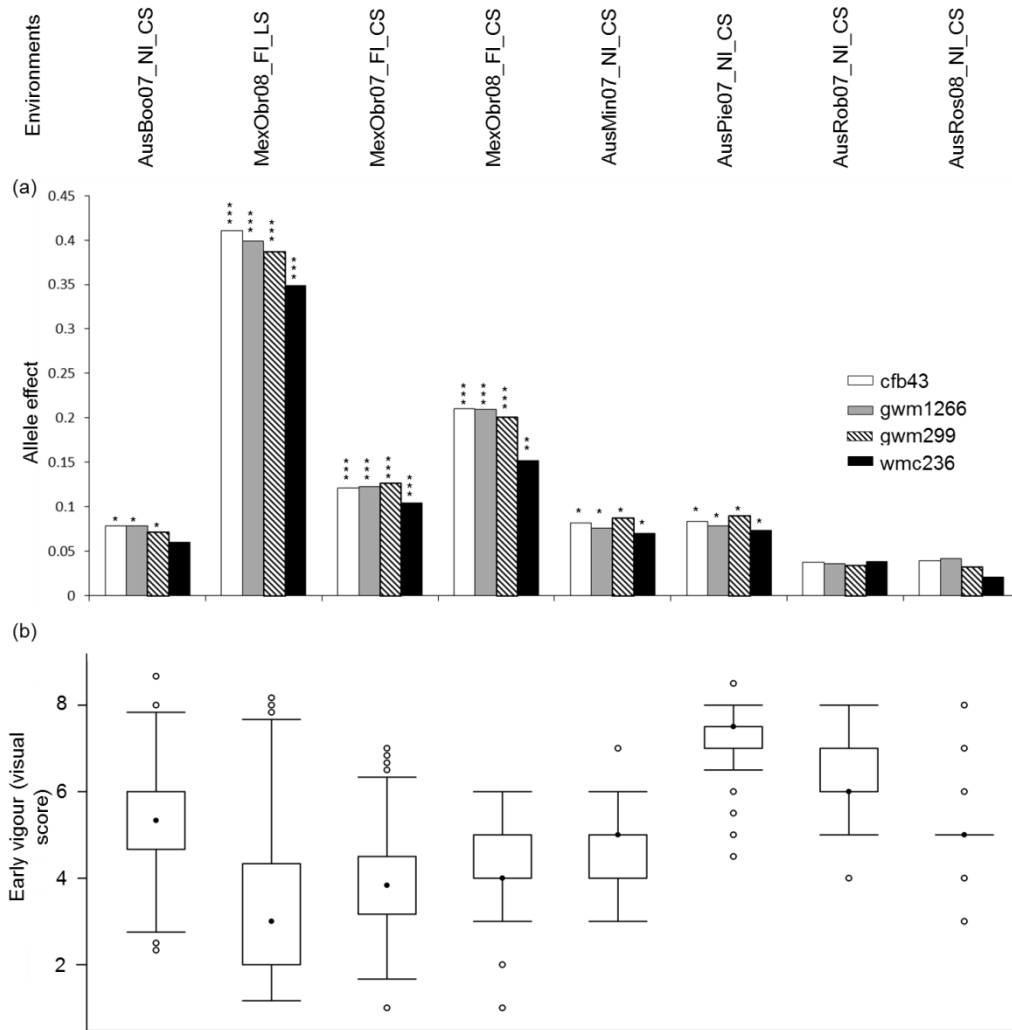 Environments
AusBoo07_NI_CS
MexObr08_FI_LS
MexObr07_FI_CS
MexObr08_FI_CS
AusMin07_NI_CS
AusPie07_NI_CS
AusRob07_NI_CS
AusRos08_NI_CS
(a)
Allele effect
0.45
0.4
0.35
0.3
0.25
0.2
0.15
0.1
0.05
0
* * *
*** *** *** ***
*** *** *** ***
*** *** *** **
* * * *
* * * *
cfb43
gwm1266
gwm299
wmc236
(b)
Early vigour (visual
score)
8
6
4
2